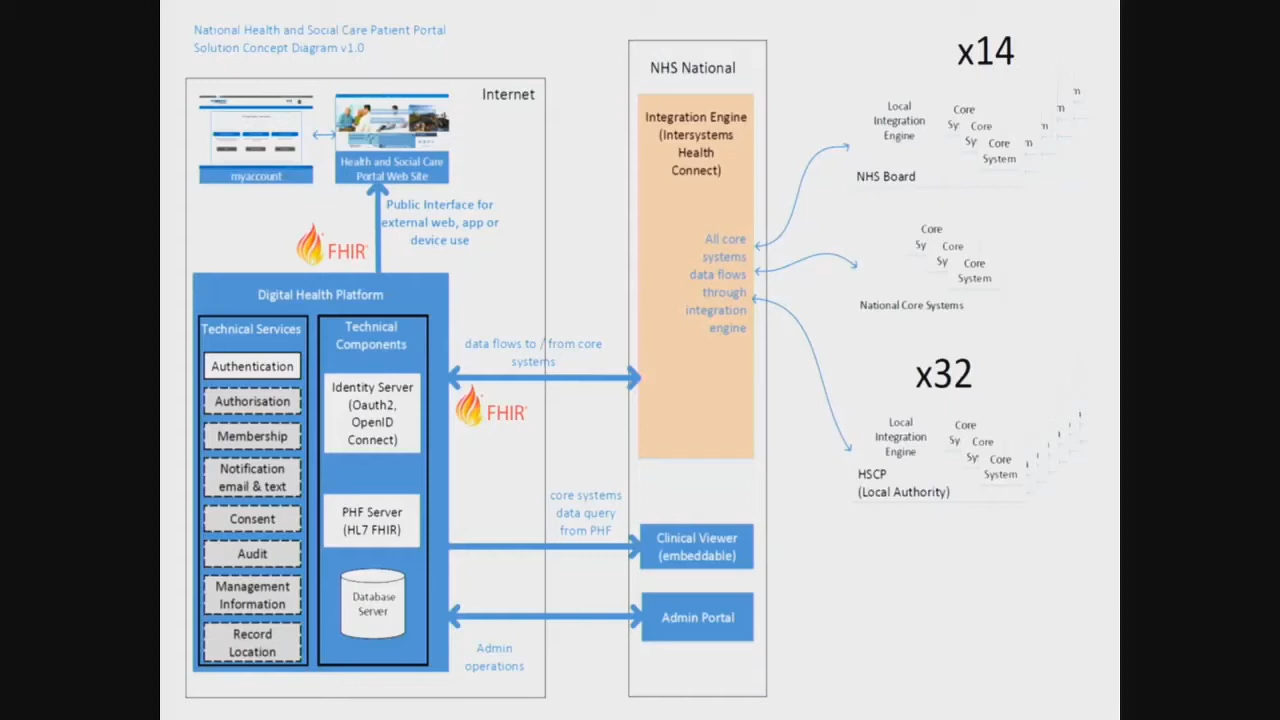 National Health and Social Care Patient Portal
Solution Concept Diagram v1.0
Internet
myaccount
Health and Social Care
Portal Web Site
Public Interface for
external web, app or
device use
FHIR
Digital Health Platform
Technical Services
Authentication
Authorisation
Membership
Notification
email & text
Consent
Audit
Management
Information
Record
Location
Technical
Components
Identity Server
(Oauth2,
OpenID
Connect)
PHF Server
(HL7 FHIR)
Database
Server
data flows to / from core
systems
FHIR
core systems
data query
from PHF
Admin
operations
NHS National
Integration Engine
(Intersystems
Health
Connect)
All core
systems
data flows
through
integration
engine
Clinical Viewer
(embeddable)
Admin Portal
x14
Local
Integration
Engine
Core
Sy
Core
Sy
Core
System
m
m
m
m
NHS Board
Core
Sy
Core
Sy
Core
System
National Core Systems
x32
Local
Integration
Engine
Core
Sy
Core
Sy
Core
System
HSCP
(Local Authority)